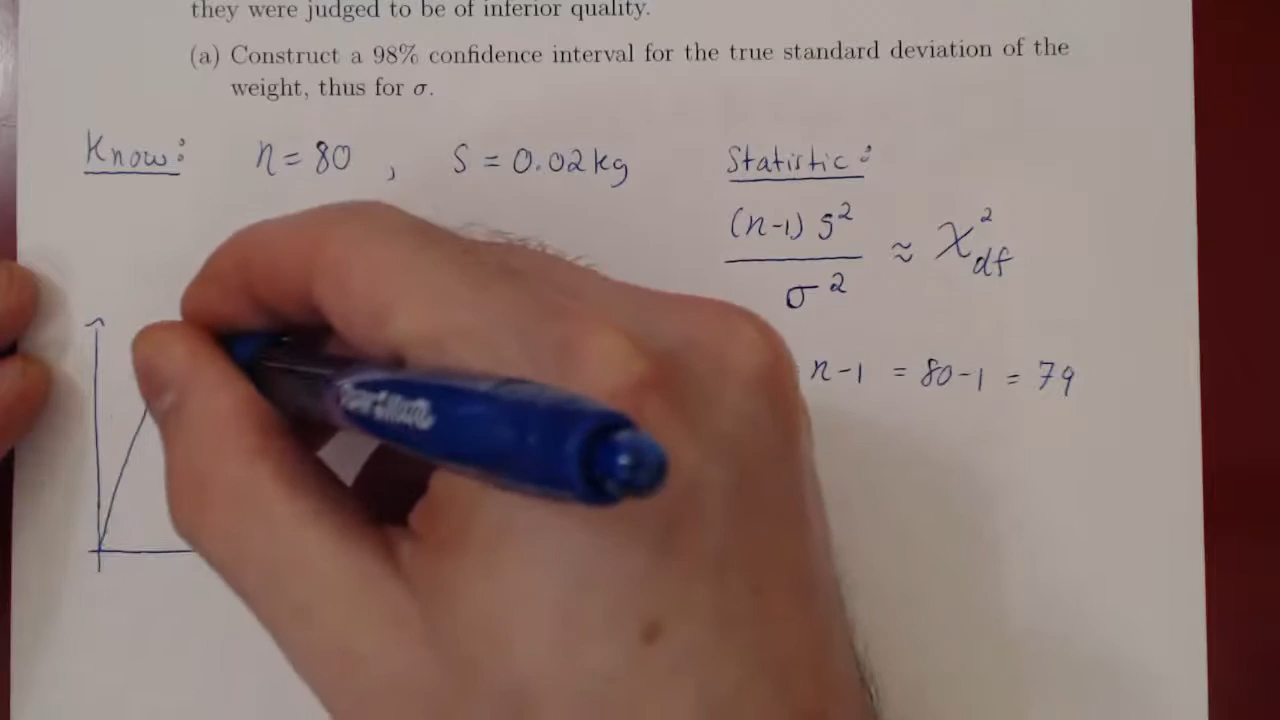 they were judged to be of inferior quality.
(a) Construct a 98% confidence interval for the true standard deviation of the
weight, thus for σ.
Know: n = 80 , S = 0.02 kg
Statistic:
(n-1) S²
σ²
≈ χ²df
n-1 = 80-1 = 79